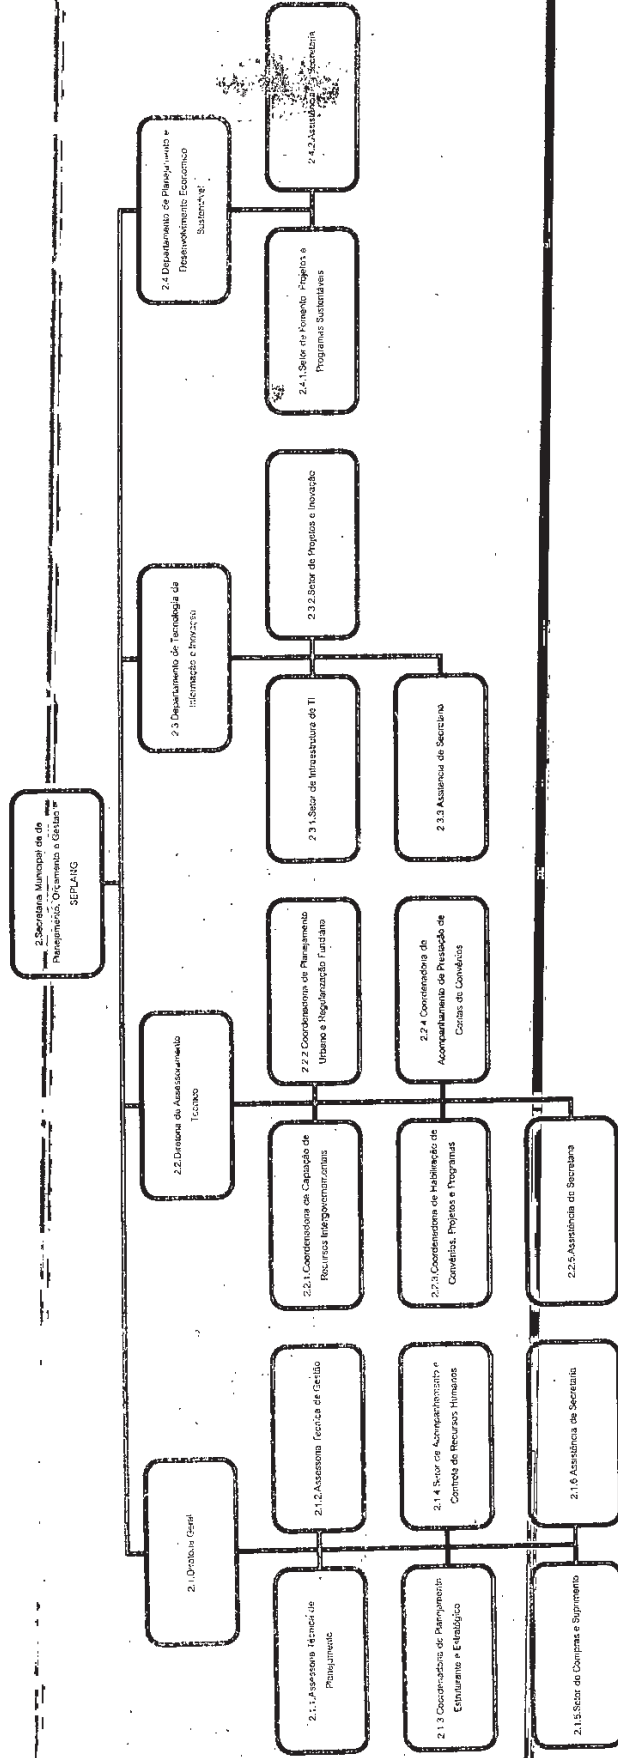 2.Secretaria Municipal de de
Planejamento, Orçamento e Gestão -
SEPLANG
2.1.Diretoria Geral
2.1.1.Assessoria Técnica de
Planejamento
2.1.2.Assessoria Técnica de Gestão
2.1.3 Coordenadoria de Planejamento
Estruturante e Estratégico
2.1.4 Setor de Acompanhamento e
Controle de Recursos Humanos
2.1.5.Setor de Compras e Suprimento
2.1.6 Assistência de Secretaria
2.2.Diretoria de Assessoramento
Técnico
2.2.1.Coordenadoria de Captação de
Recursos Intergovernamentais
2.2.2 Coordenadoria de Planejamento
Urbano e Regularização Fundiária
2.2.3.Coordenadoria de Habilitação de
Convênios, Projetos e Programas
2.2.4 Coordenadoria de
Acompanhamento de Prestação de
Contas de Convênios
2.2.5.Assistência de Secretaria
2.3 Departamento de Tecnologia da
Informação e Inovação
2.3.1.Setor de Infraestrutura de TI
2.3.2.Setor de Projetos e Inovação
2.3.3 Assistência de Secretaria
2.4 Departamento de Planejamento e
Desenvolvimento Econômico
Sustentável
2.4.1.Setor de Fomento Projetos e
Programas Sustentáveis
2.4.2.Assistência de Secretaria